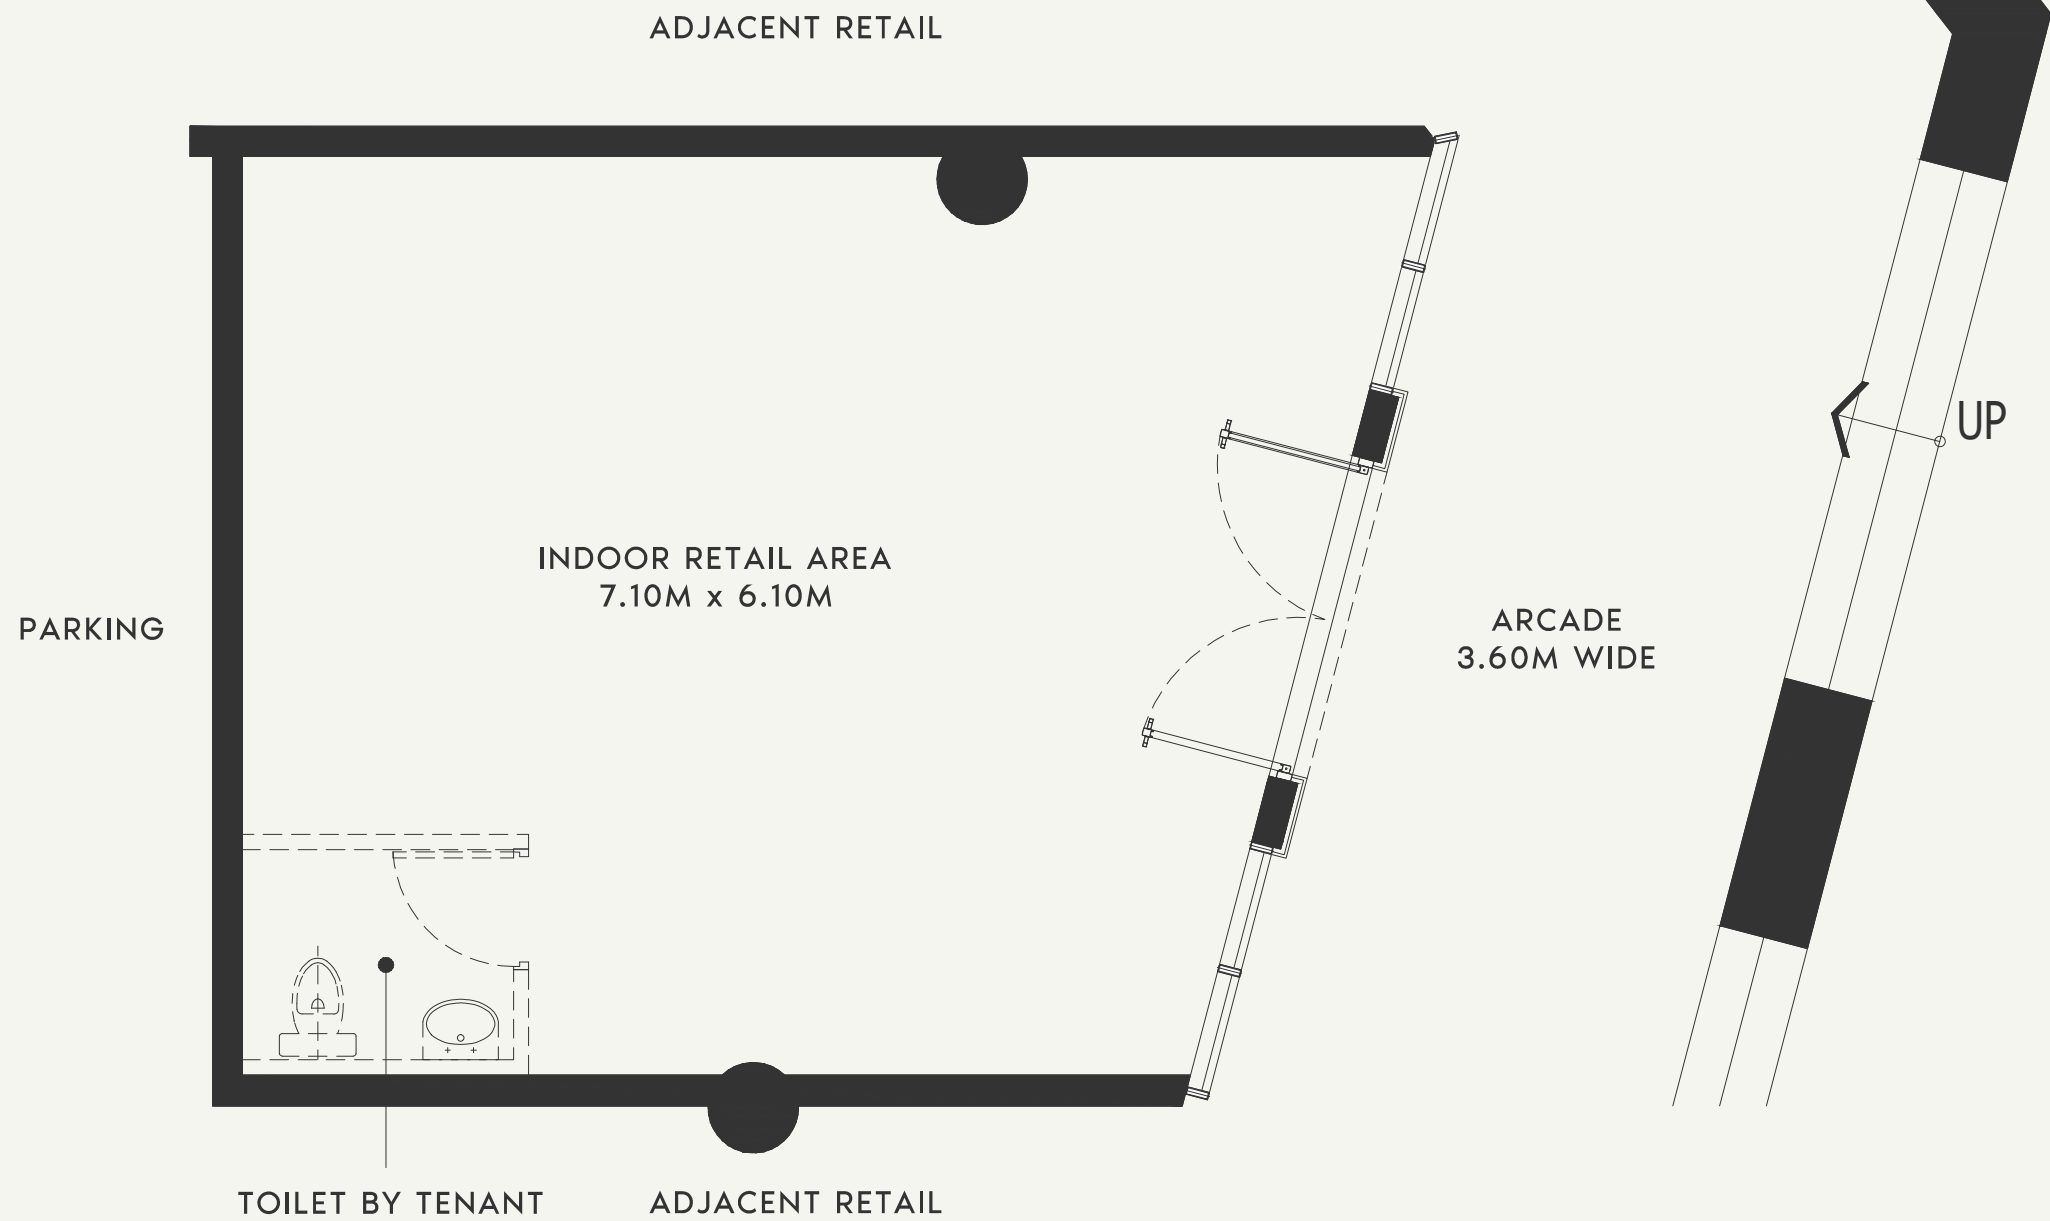 ADJACENT RETAIL
UP
INDOOR RETAIL AREA
7.10M x 6.10M
PARKING
ARCADE
3.60M WIDE
TOILET BY TENANT
ADJACENT RETAIL